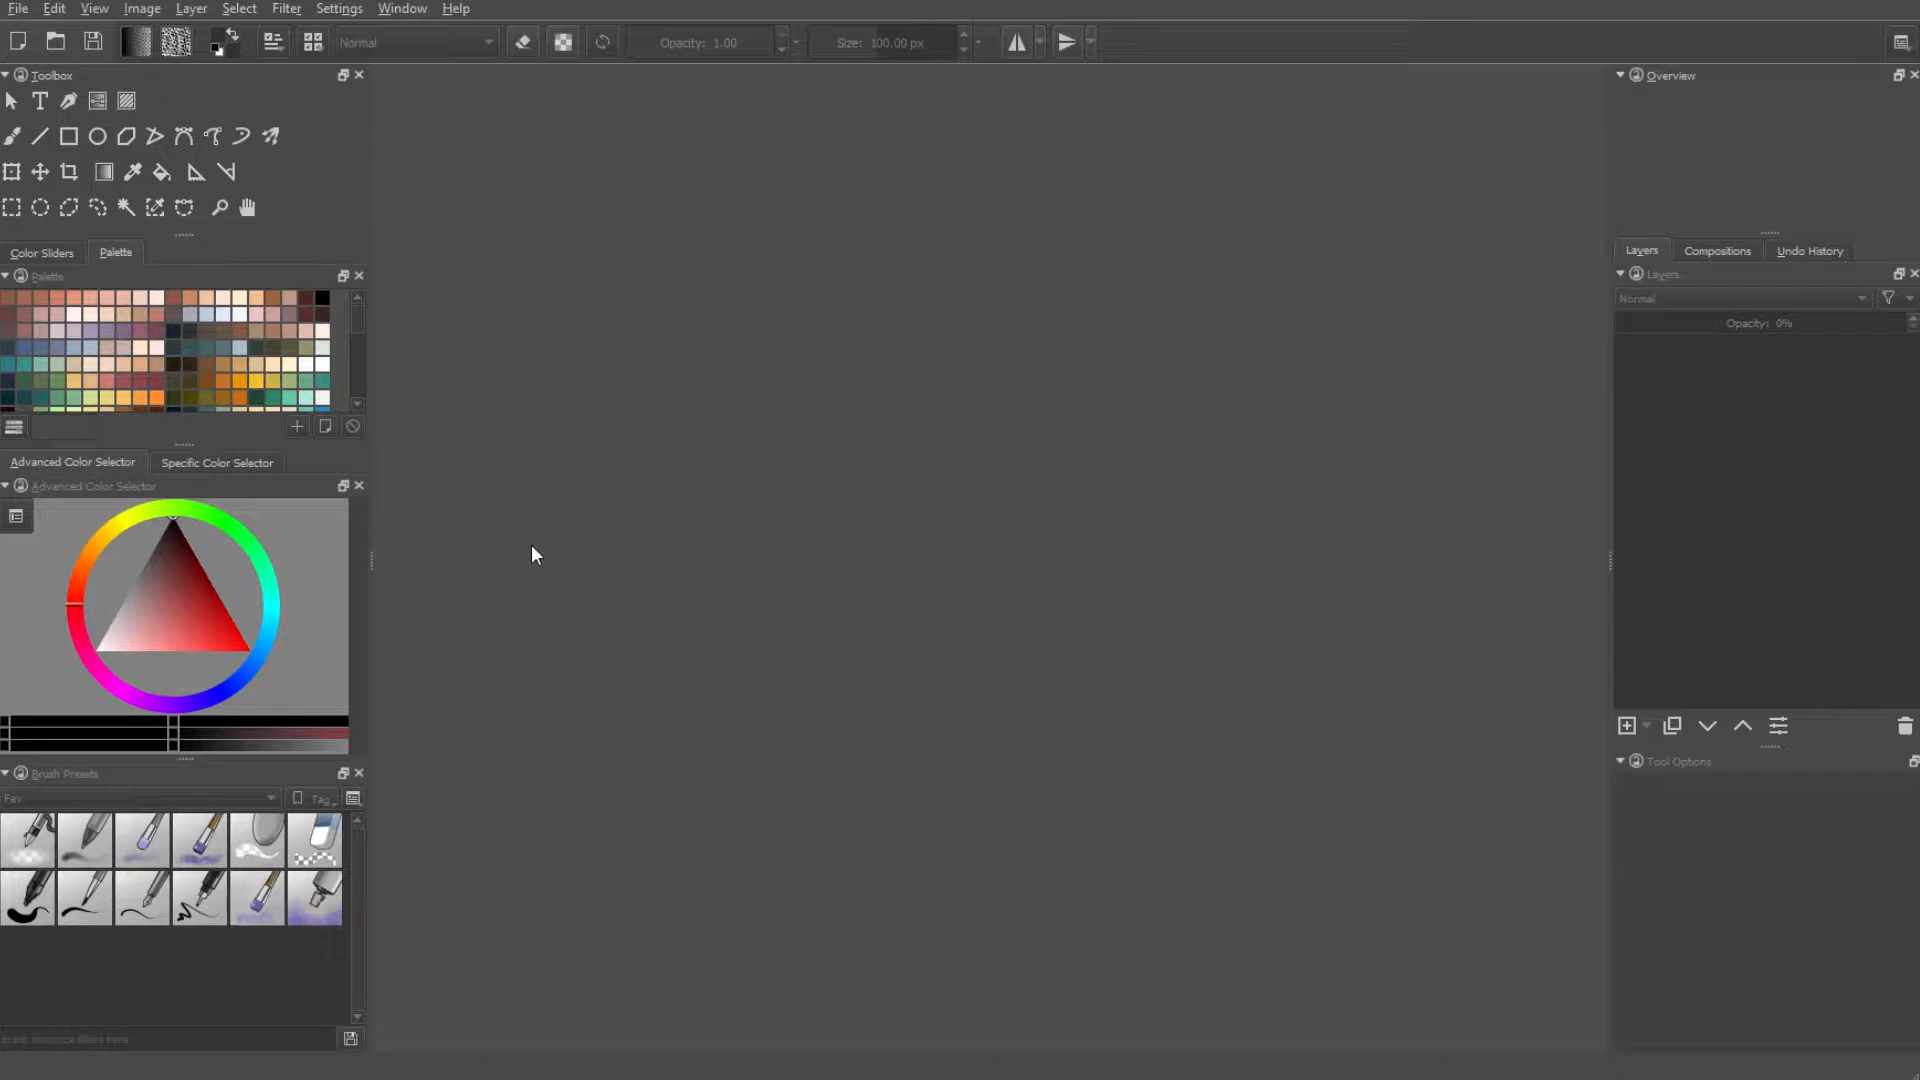 File Edit View Image Layer Select Filter Settings Window Help
Normal Opacity: 1.00 Size: 100.00 px
Toolbox
Overview
Color Sliders Palette
Palette
Layers Compositions Undo History
Layers
Normal
Opacity: 0%
Advanced Color Selector Specific Color Selector
Advanced Color Selector
Tool Options
Brush Presets
Fav Tag